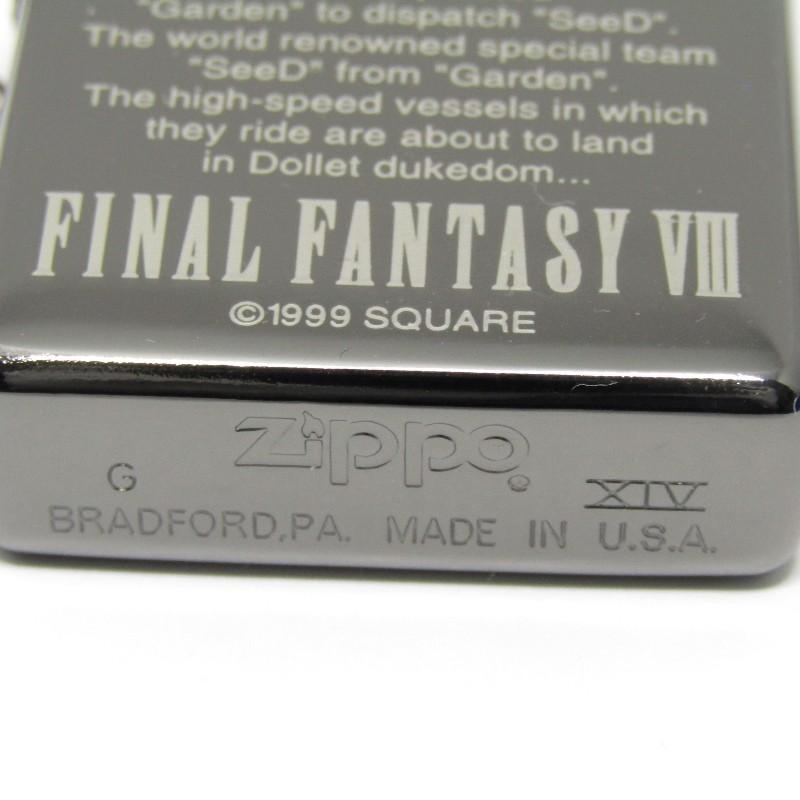 "Garden" to dispatch "SeeD".
The world renowned special team
"SeeD" from "Garden".
The high-speed vessels in which
they ride are about to land
in Dollet dukedom...
FINAL FANTASY VIII
©1999 SQUARE
Zippo®
G XIV
BRADFORD,PA. MADE IN U.S.A.